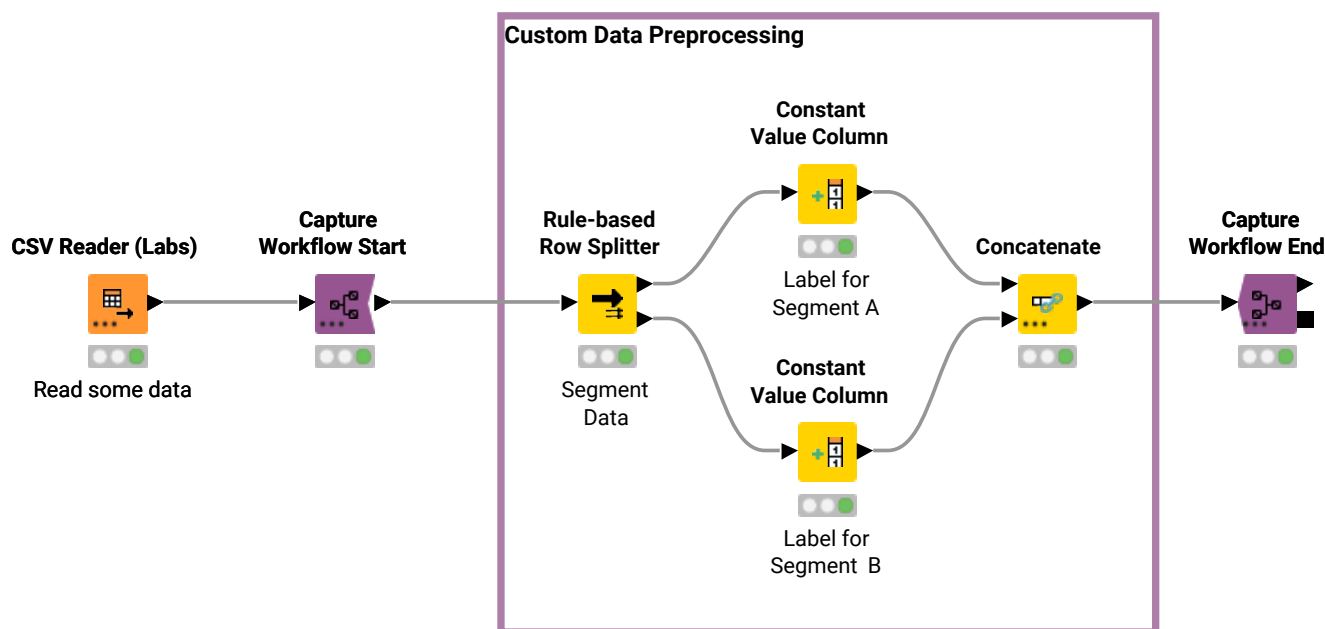 Custom Data Preprocessing
CSV Reader (Labs)
Read some data
Capture
Workflow Start
Rule-based
Row Splitter
Segment
Data
Constant
Value Column
Label for
Segment A
Constant
Value Column
Label for
Segment  B
Concatenate
Capture
Workflow End